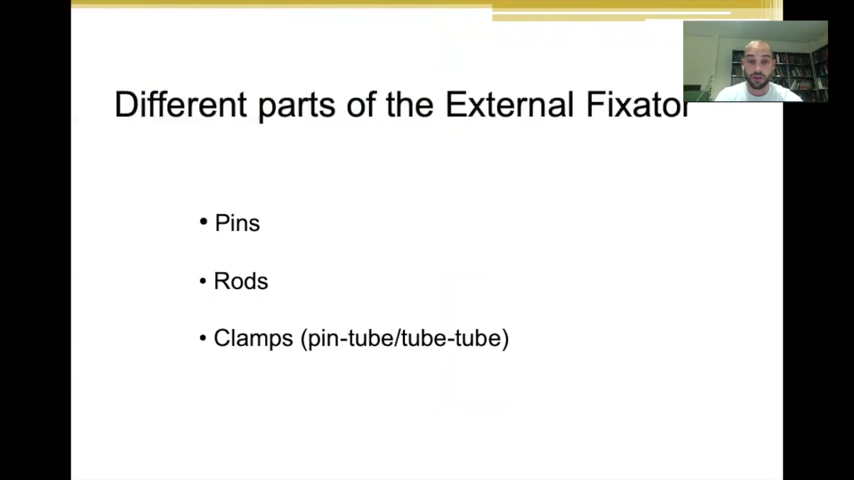 Different parts of the External Fixator
• Pins
• Rods
• Clamps (pin-tube/tube-tube)